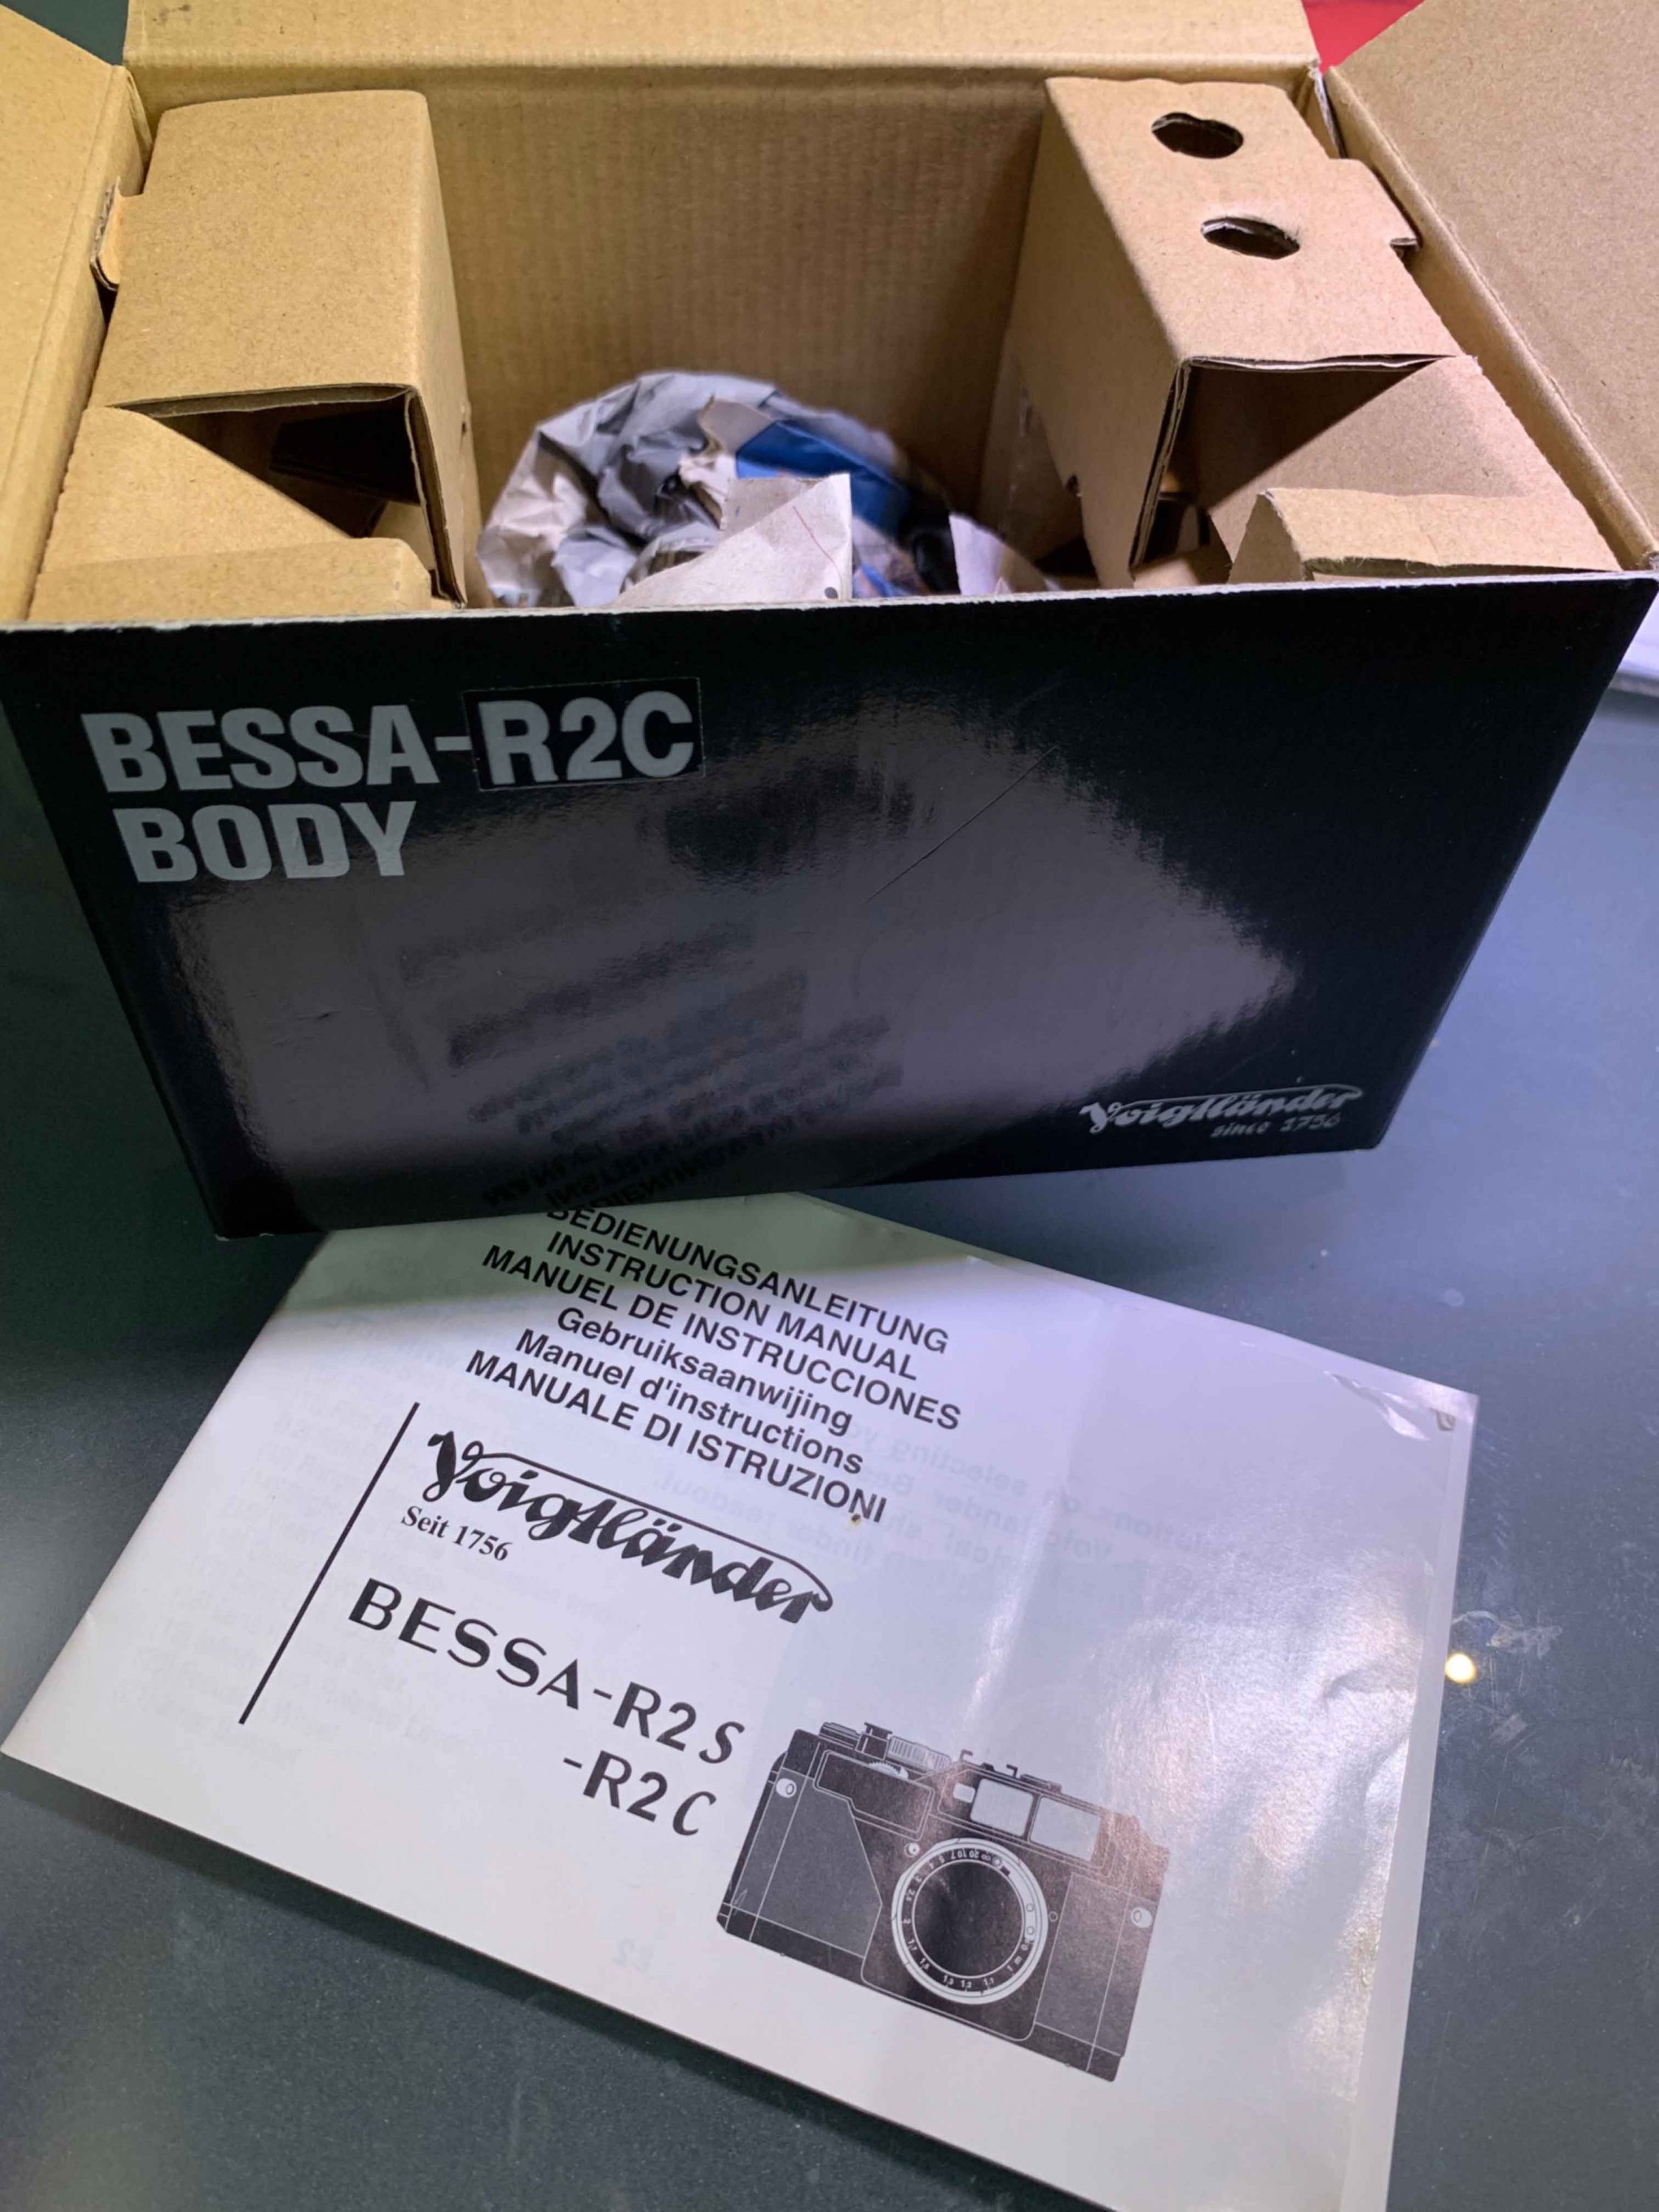 BESSA-R2C
BODY
Voigtländer
since 1756
BEDIENUNGSANLEITUNG
INSTRUCTION MANUAL
MANUEL DE INSTRUCCIONES
Gebruiksaanwijing
Manuel d'instructions
MANUALE DI ISTRUZIONI
Voigtländer
Seit 1756
BESSA-R2S
-R2C